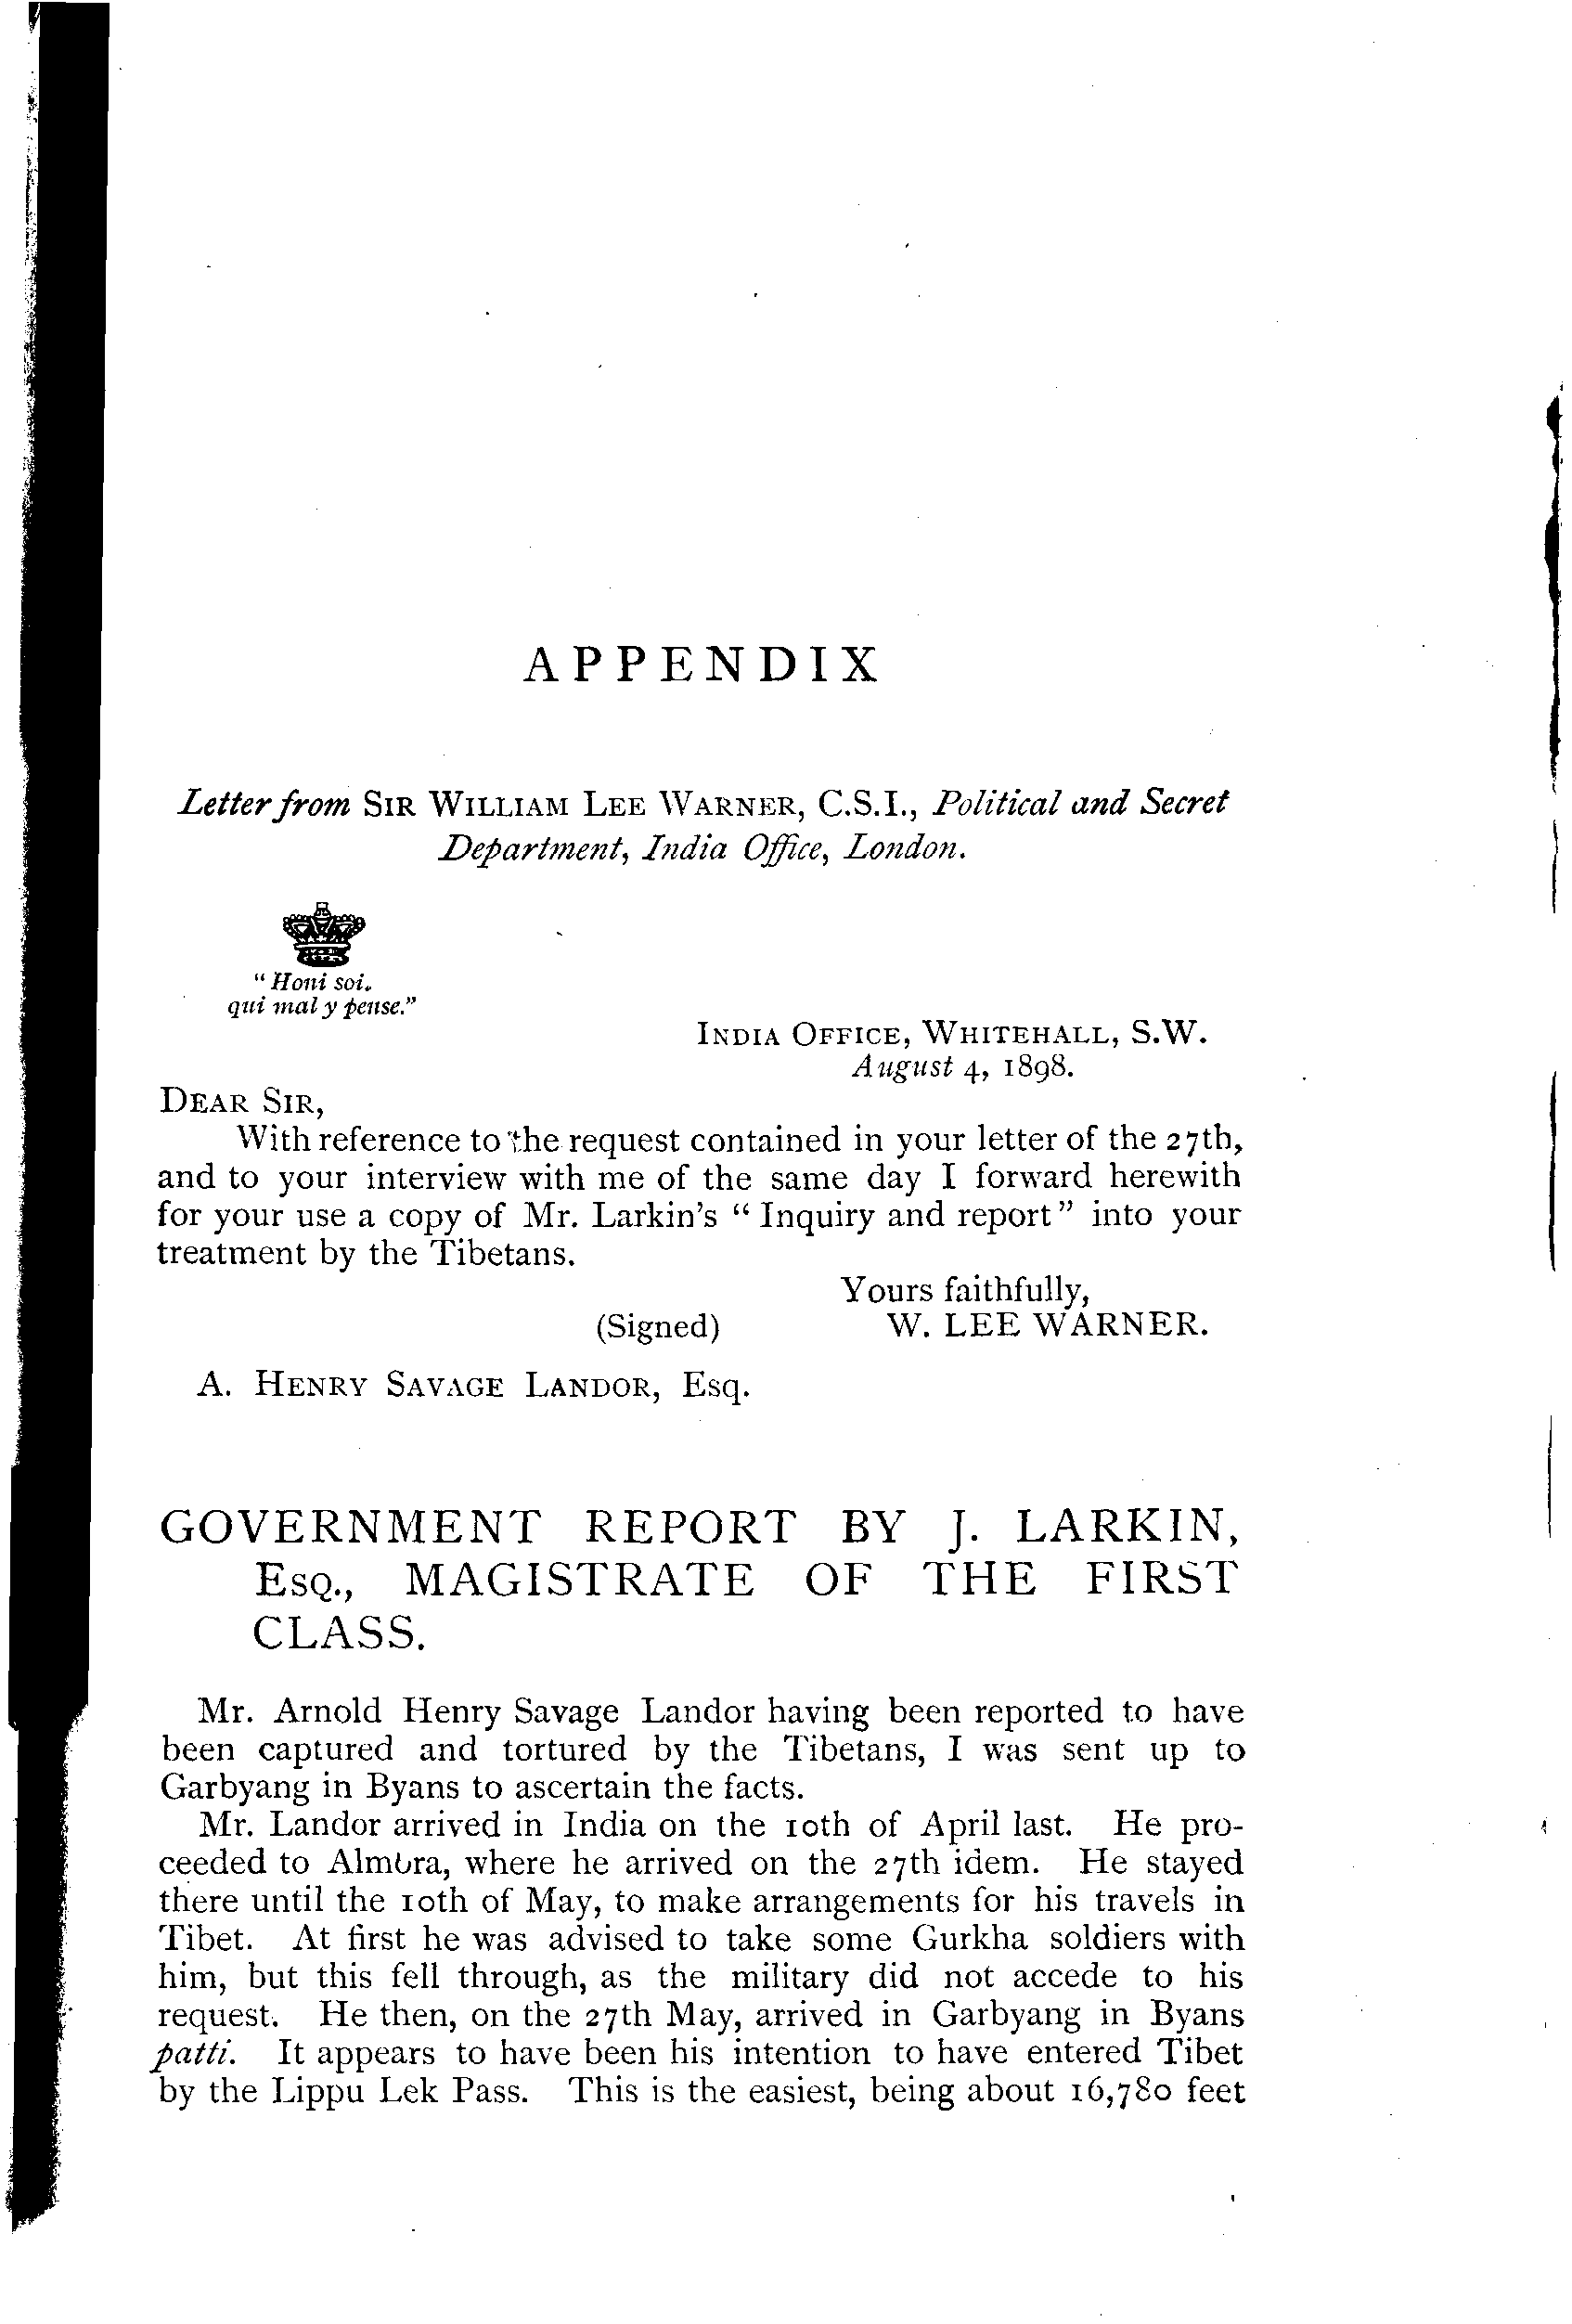 APPENDIX
Letter from SIR WILLIAM LEE WARNER, C.S.I., Political and Secret
Department, India Office, London.
"Honi soi.
qui mal y pense."
INDIA OFFICE, WHITEHALL, S.W.
August 4, 1898.
DEAR SIR,
With reference to the request contained in your letter of the 27th,
and to your interview with me of the same day I forward herewith
for your use a copy of Mr. Larkin's "Inquiry and report" into your
treatment by the Tibetans.
Yours faithfully,
(Signed) W. LEE WARNER.
A. HENRY SAVAGE LANDOR, Esq.
GOVERNMENT REPORT BY J. LARKIN,
ESQ., MAGISTRATE OF THE FIRST
CLASS.
Mr. Arnold Henry Savage Landor having been reported to have
been captured and tortured by the Tibetans, I was sent up to
Garbyang in Byans to ascertain the facts.
Mr. Landor arrived in India on the 10th of April last. He pro-
ceeded to Almora, where he arrived on the 27th idem. He stayed
there until the 10th of May, to make arrangements for his travels in
Tibet. At first he was advised to take some Gurkha soldiers with
him, but this fell through, as the military did not accede to his
request. He then, on the 27th May, arrived in Garbyang in Byans
patti. It appears to have been his intention to have entered Tibet
by the Lippu Lek Pass. This is the easiest, being about 16,780 feet